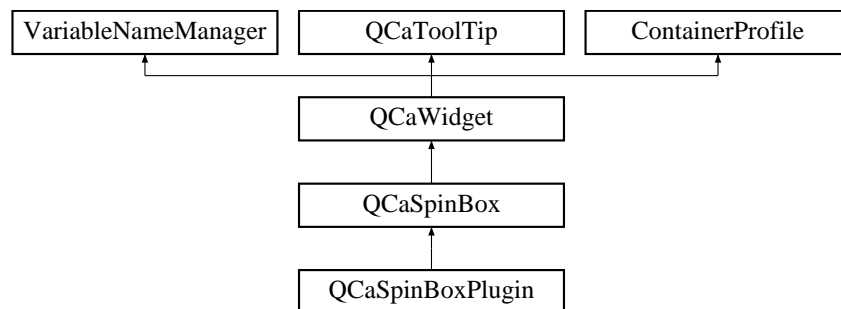 VariableNameManager
QCaToolTip
ContainerProfile
QCaWidget
QCaSpinBox
QCaSpinBoxPlugin